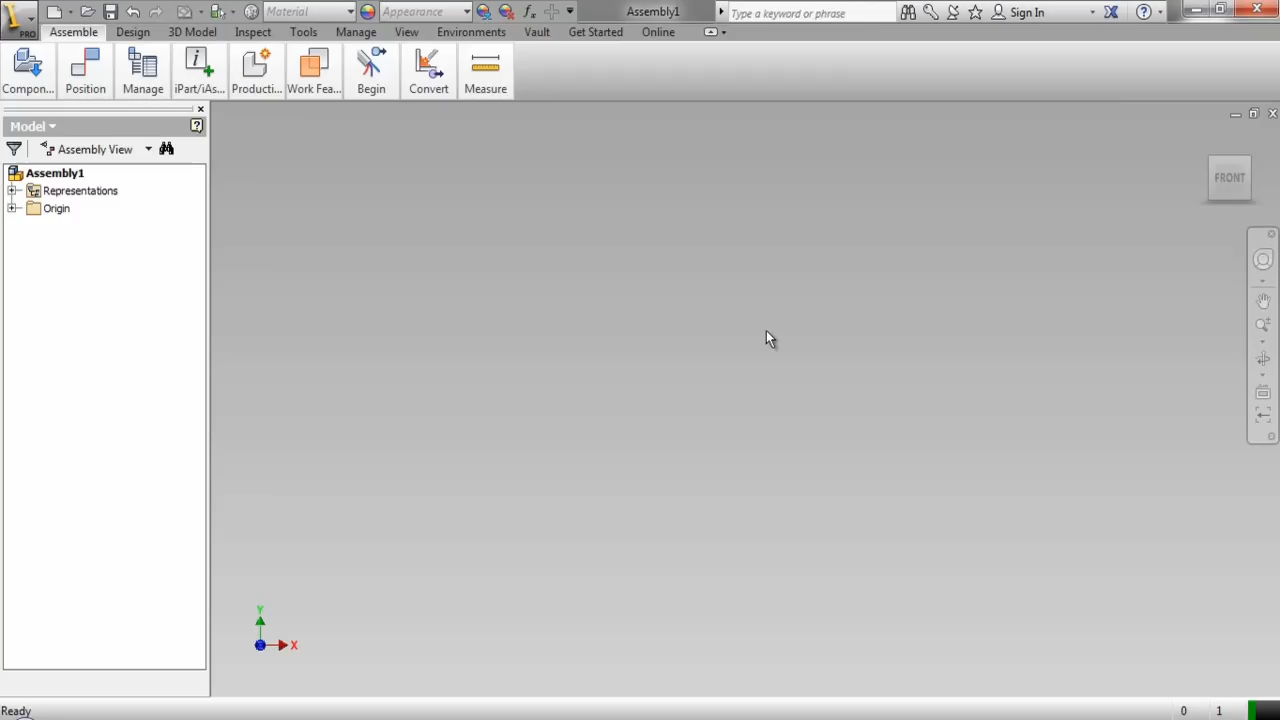 PRO
Material
Appearance
Assembly1
Type a keyword or phrase
Sign In
Assemble
Design
3D Model
Inspect
Tools
Manage
View
Environments
Vault
Get Started
Online
Compon...
Position
Manage
iPart/iAs...
Producti...
Work Fea...
Begin
Convert
Measure
Model
Assembly View
Assembly1
Representations
Origin
FRONT
Y
X
Ready
0
1